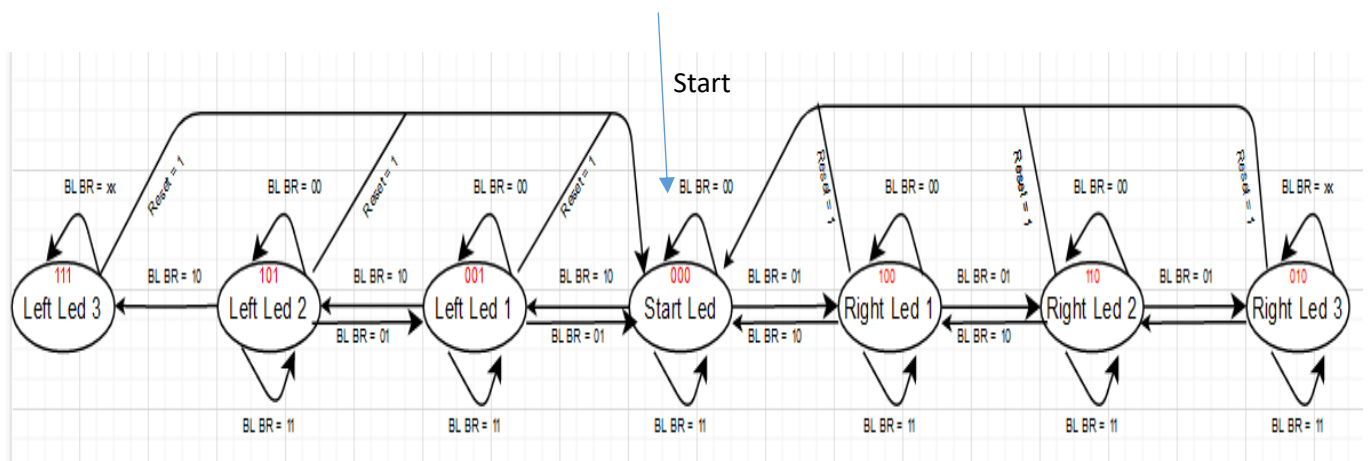 Start
BL BR = xx
Reset = 1
BL BR = 00
Reset = 1
BL BR = 00
Reset = 1
BL BR = 00
Reset = 1
BL BR = 00
Reset = 1
BL BR = 00
Reset = 1
BL BR = xx
111
Left Led 3
BL BR = 10
101
Left Led 2
BL BR = 10
001
Left Led 1
BL BR = 10
000
Start Led
BL BR = 01
100
Right Led 1
BL BR = 01
110
Right Led 2
BL BR = 01
010
Right Led 3
BL BR = 01
BL BR = 01
BL BR = 10
BL BR = 10
BL BR = 11
BL BR = 11
BL BR = 11
BL BR = 11
BL BR = 11
BL BR = 11